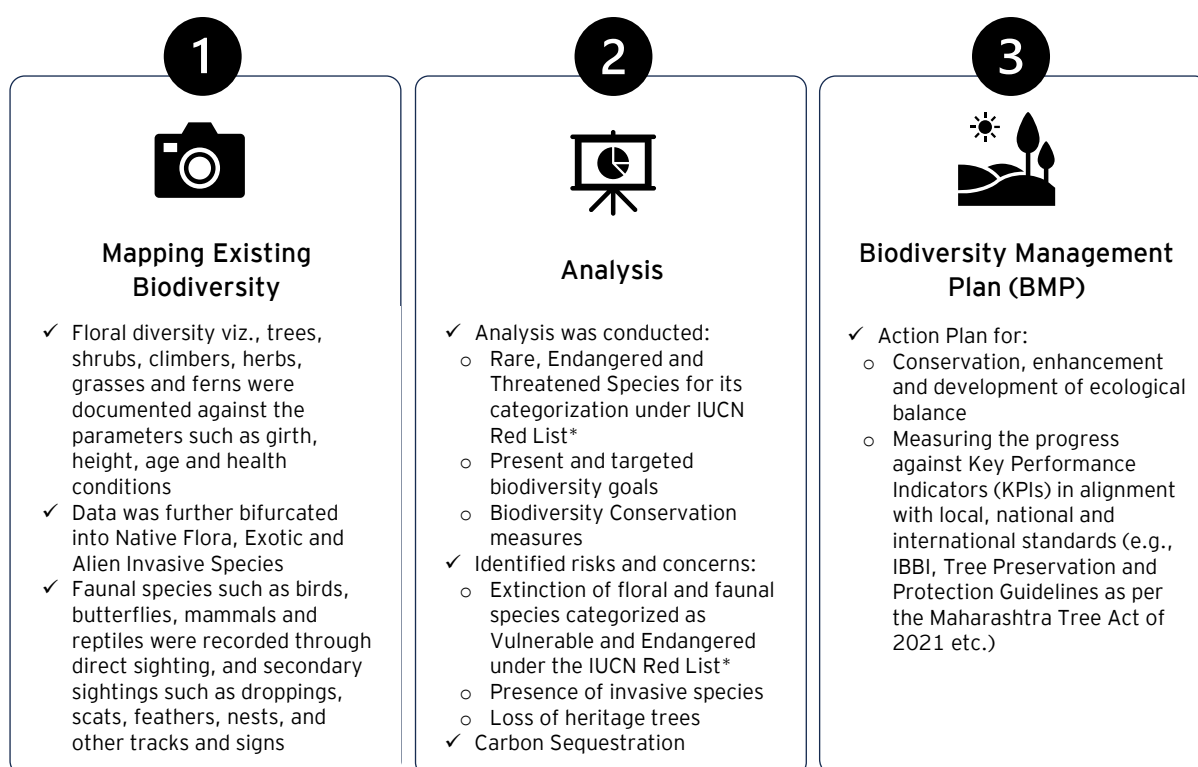 1
Mapping Existing
Biodiversity
✓ Floral diversity viz., trees,
shrubs, climbers, herbs,
grasses and ferns were
documented against the
parameters such as girth,
height, age and health
conditions
✓ Data was further bifurcated
into Native Flora, Exotic and
Alien Invasive Species
✓ Faunal species such as birds,
butterflies, mammals and
reptiles were recorded through
direct sighting, and secondary
sightings such as droppings,
scats, feathers, nests, and
other tracks and signs
2
Analysis
✓ Analysis was conducted:
o Rare, Endangered and
Threatened Species for its
categorization under IUCN
Red List*
o Present and targeted
biodiversity goals
o Biodiversity Conservation
measures
✓ Identified risks and concerns:
o Extinction of floral and faunal
species categorized as
Vulnerable and Endangered
under the IUCN Red List*
o Presence of invasive species
o Loss of heritage trees
✓ Carbon Sequestration
3
Biodiversity Management
Plan (BMP)
✓ Action Plan for:
o Conservation, enhancement
and development of ecological
balance
o Measuring the progress
against Key Performance
Indicators (KPIs) in alignment
with local, national and
international standards (e.g.,
IBBI, Tree Preservation and
Protection Guidelines as per
the Maharashtra Tree Act of
2021 etc.)